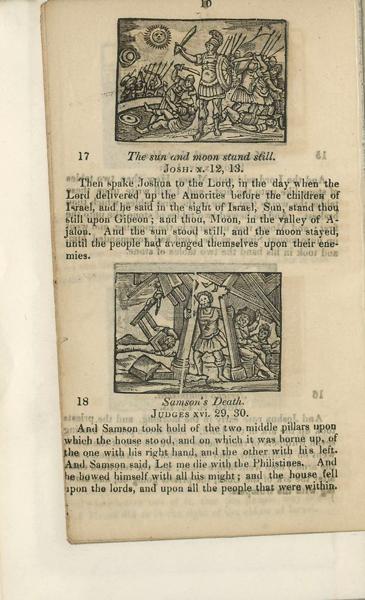 10
17 The sun and moon stand still.
JOSH. x. 12, 13.
Then spake Joshua to the Lord, in the day when the
Lord delivered up the Amorites before the children of
Israel, and he said in the sight of Israel, Sun, stand thou
still upon Gibeon; and thou, Moon, in the valley of A-
jalon. And the sun stood still, and the moon stayed,
until the people had avenged themselves upon their ene-
mies.
18 Samson's Death.
JUDGES xvi. 29, 30.
And Samson took hold of the two middle pillars upon
which the house stood, and on which it was borne up, of
the one with his right hand, and the other with his left.
And Samson said, Let me die with the Philistines. And
he bowed himself with all his might; and the house fell
upon the lords, and upon all the people that were within.